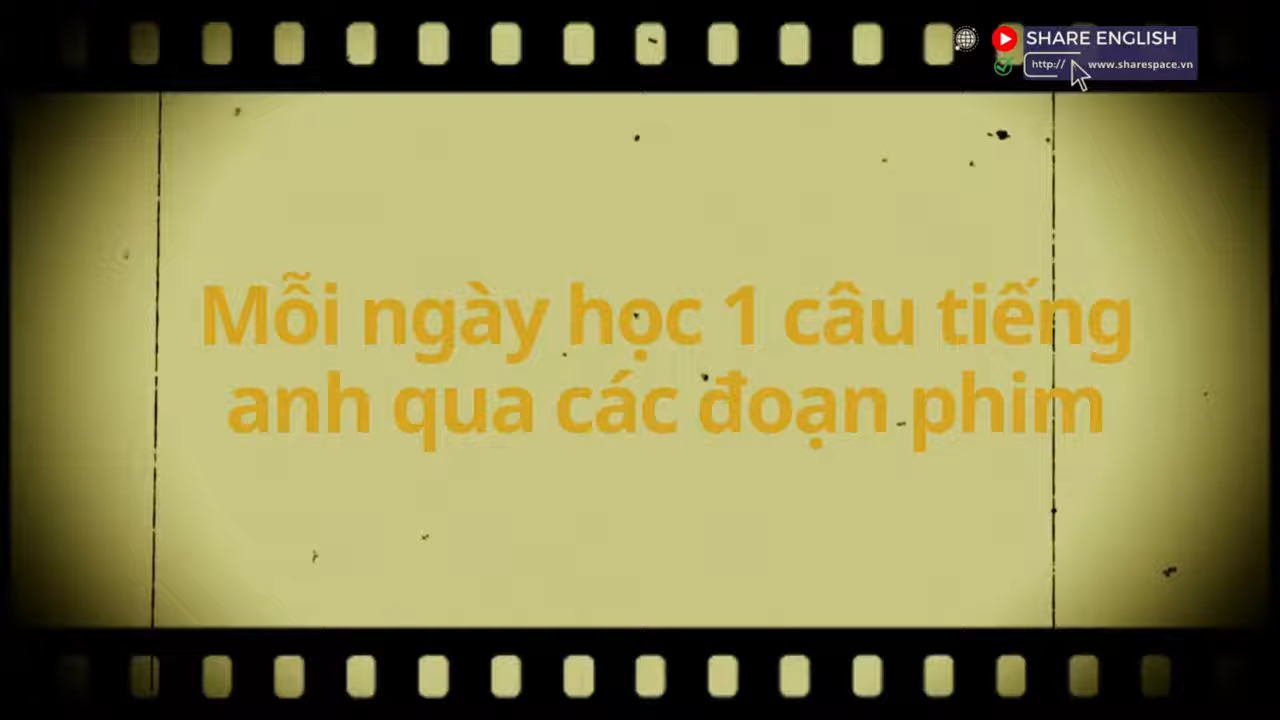 SHARE ENGLISH
http:// www.sharespace.vn
Mỗi ngày học 1 câu tiếng
anh qua các đoạn phim